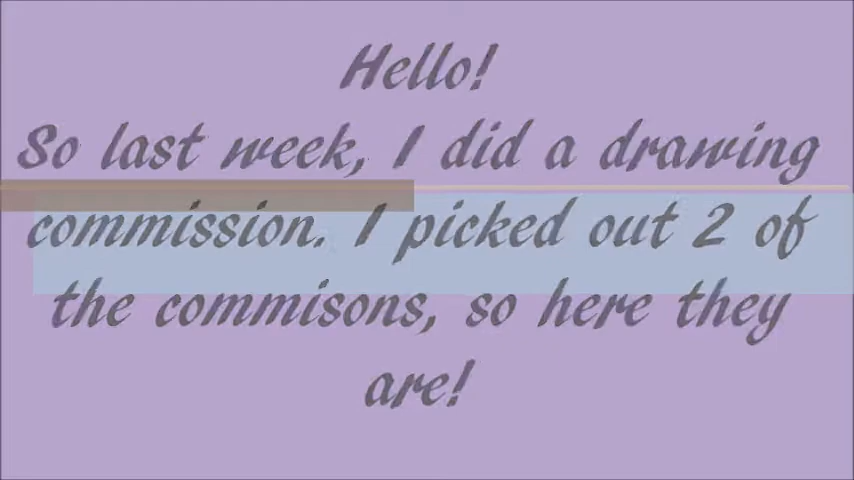 Hello!
So last week, I did a drawing
commission. I picked out 2 of
the commisons, so here they
are!